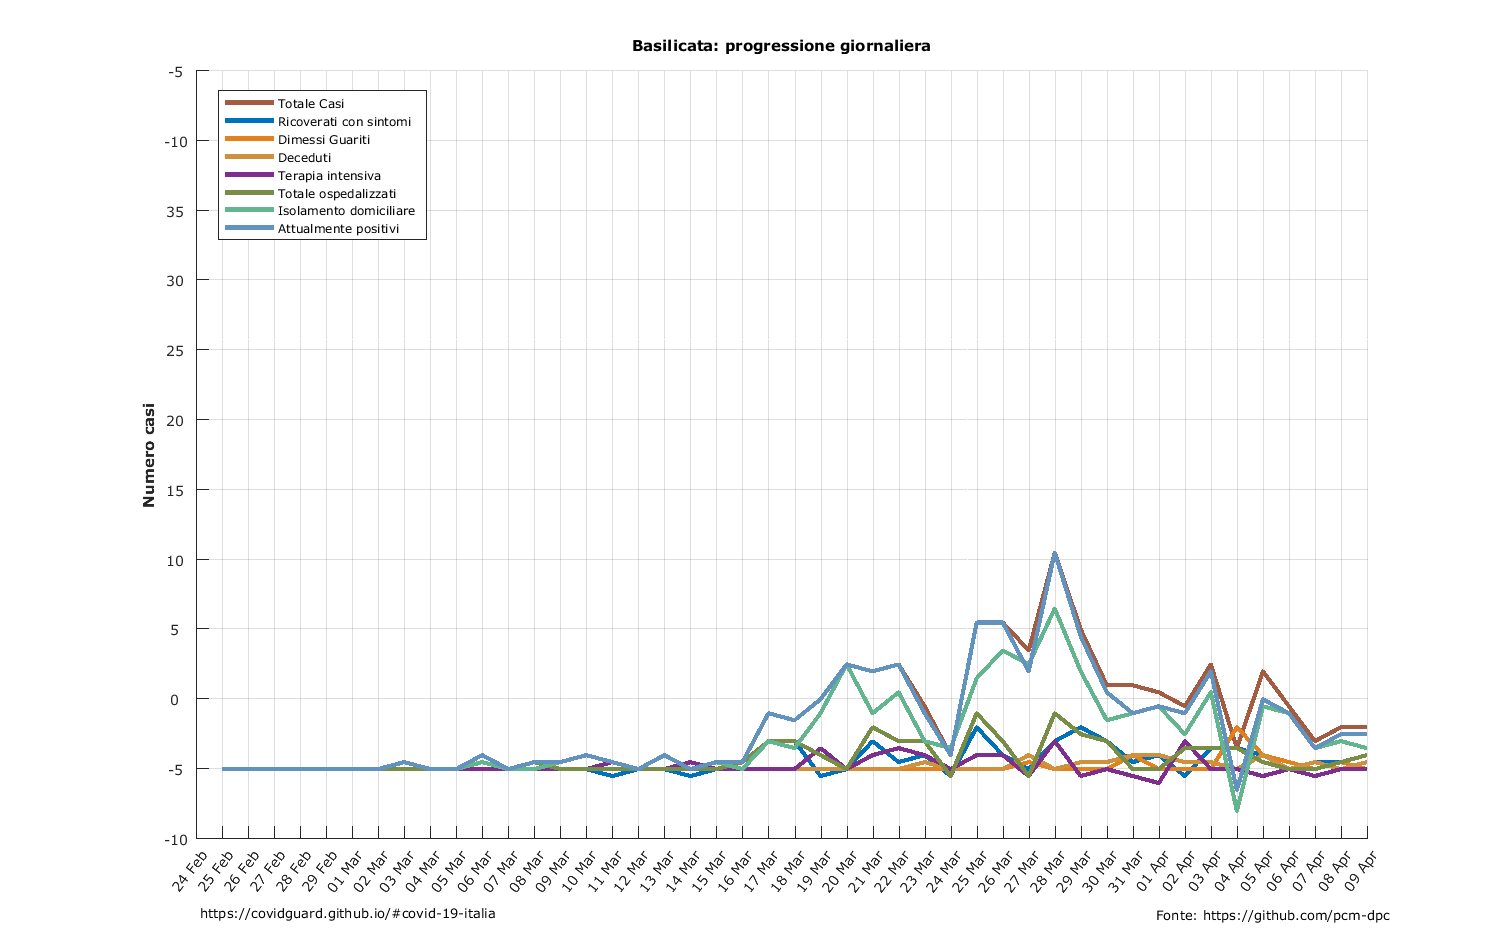 Basilicata: progressione giornaliera
-5
-10
35
30
25
20
15
10
5
0
-5
-10
Numero casi
Totale Casi
Ricoverati con sintomi
Dimessi Guariti
Deceduti
Terapia intensiva
Totale ospedalizzati
Isolamento domiciliare
Attualmente positivi
24 Feb
25 Feb
26 Feb
27 Feb
28 Feb
29 Feb
01 Mar
02 Mar
03 Mar
04 Mar
05 Mar
06 Mar
07 Mar
08 Mar
09 Mar
10 Mar
11 Mar
12 Mar
13 Mar
14 Mar
15 Mar
16 Mar
17 Mar
18 Mar
19 Mar
20 Mar
21 Mar
22 Mar
23 Mar
24 Mar
25 Mar
26 Mar
27 Mar
28 Mar
29 Mar
30 Mar
31 Mar
01 Apr
02 Apr
03 Apr
04 Apr
05 Apr
06 Apr
07 Apr
08 Apr
09 Apr
https://covidguard.github.io/#covid-19-italia
Fonte: https://github.com/pcm-dpc